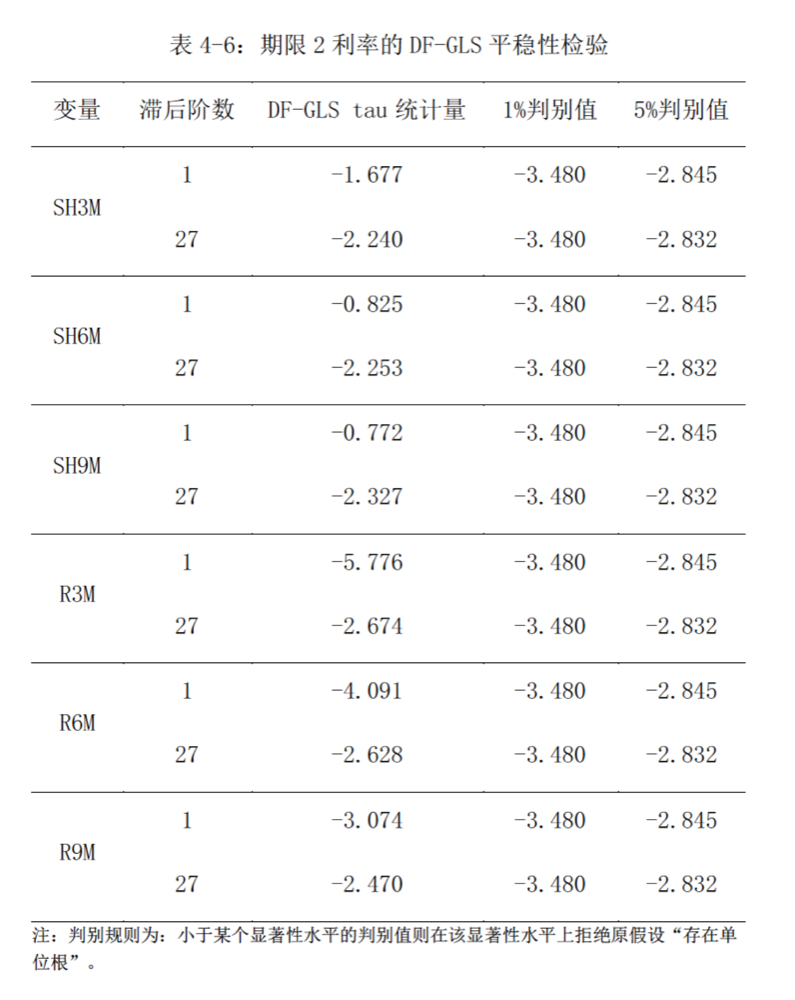 表 4-6：期限 2 利率的 DF-GLS 平稳性检验
变量 滞后阶数 DF-GLS tau 统计量 1%判别值 5%判别值
1 -1.677 -3.480 -2.845
SH3M
27 -2.240 -3.480 -2.832
1 -0.825 -3.480 -2.845
SH6M
27 -2.253 -3.480 -2.832
1 -0.772 -3.480 -2.845
SH9M
27 -2.327 -3.480 -2.832
1 -5.776 -3.480 -2.845
R3M
27 -2.674 -3.480 -2.832
1 -4.091 -3.480 -2.845
R6M
27 -2.628 -3.480 -2.832
1 -3.074 -3.480 -2.845
R9M
27 -2.470 -3.480 -2.832
注：判别规则为：小于某个显著性水平的判别值则在该显著性水平上拒绝原假设“存在单
位根”。